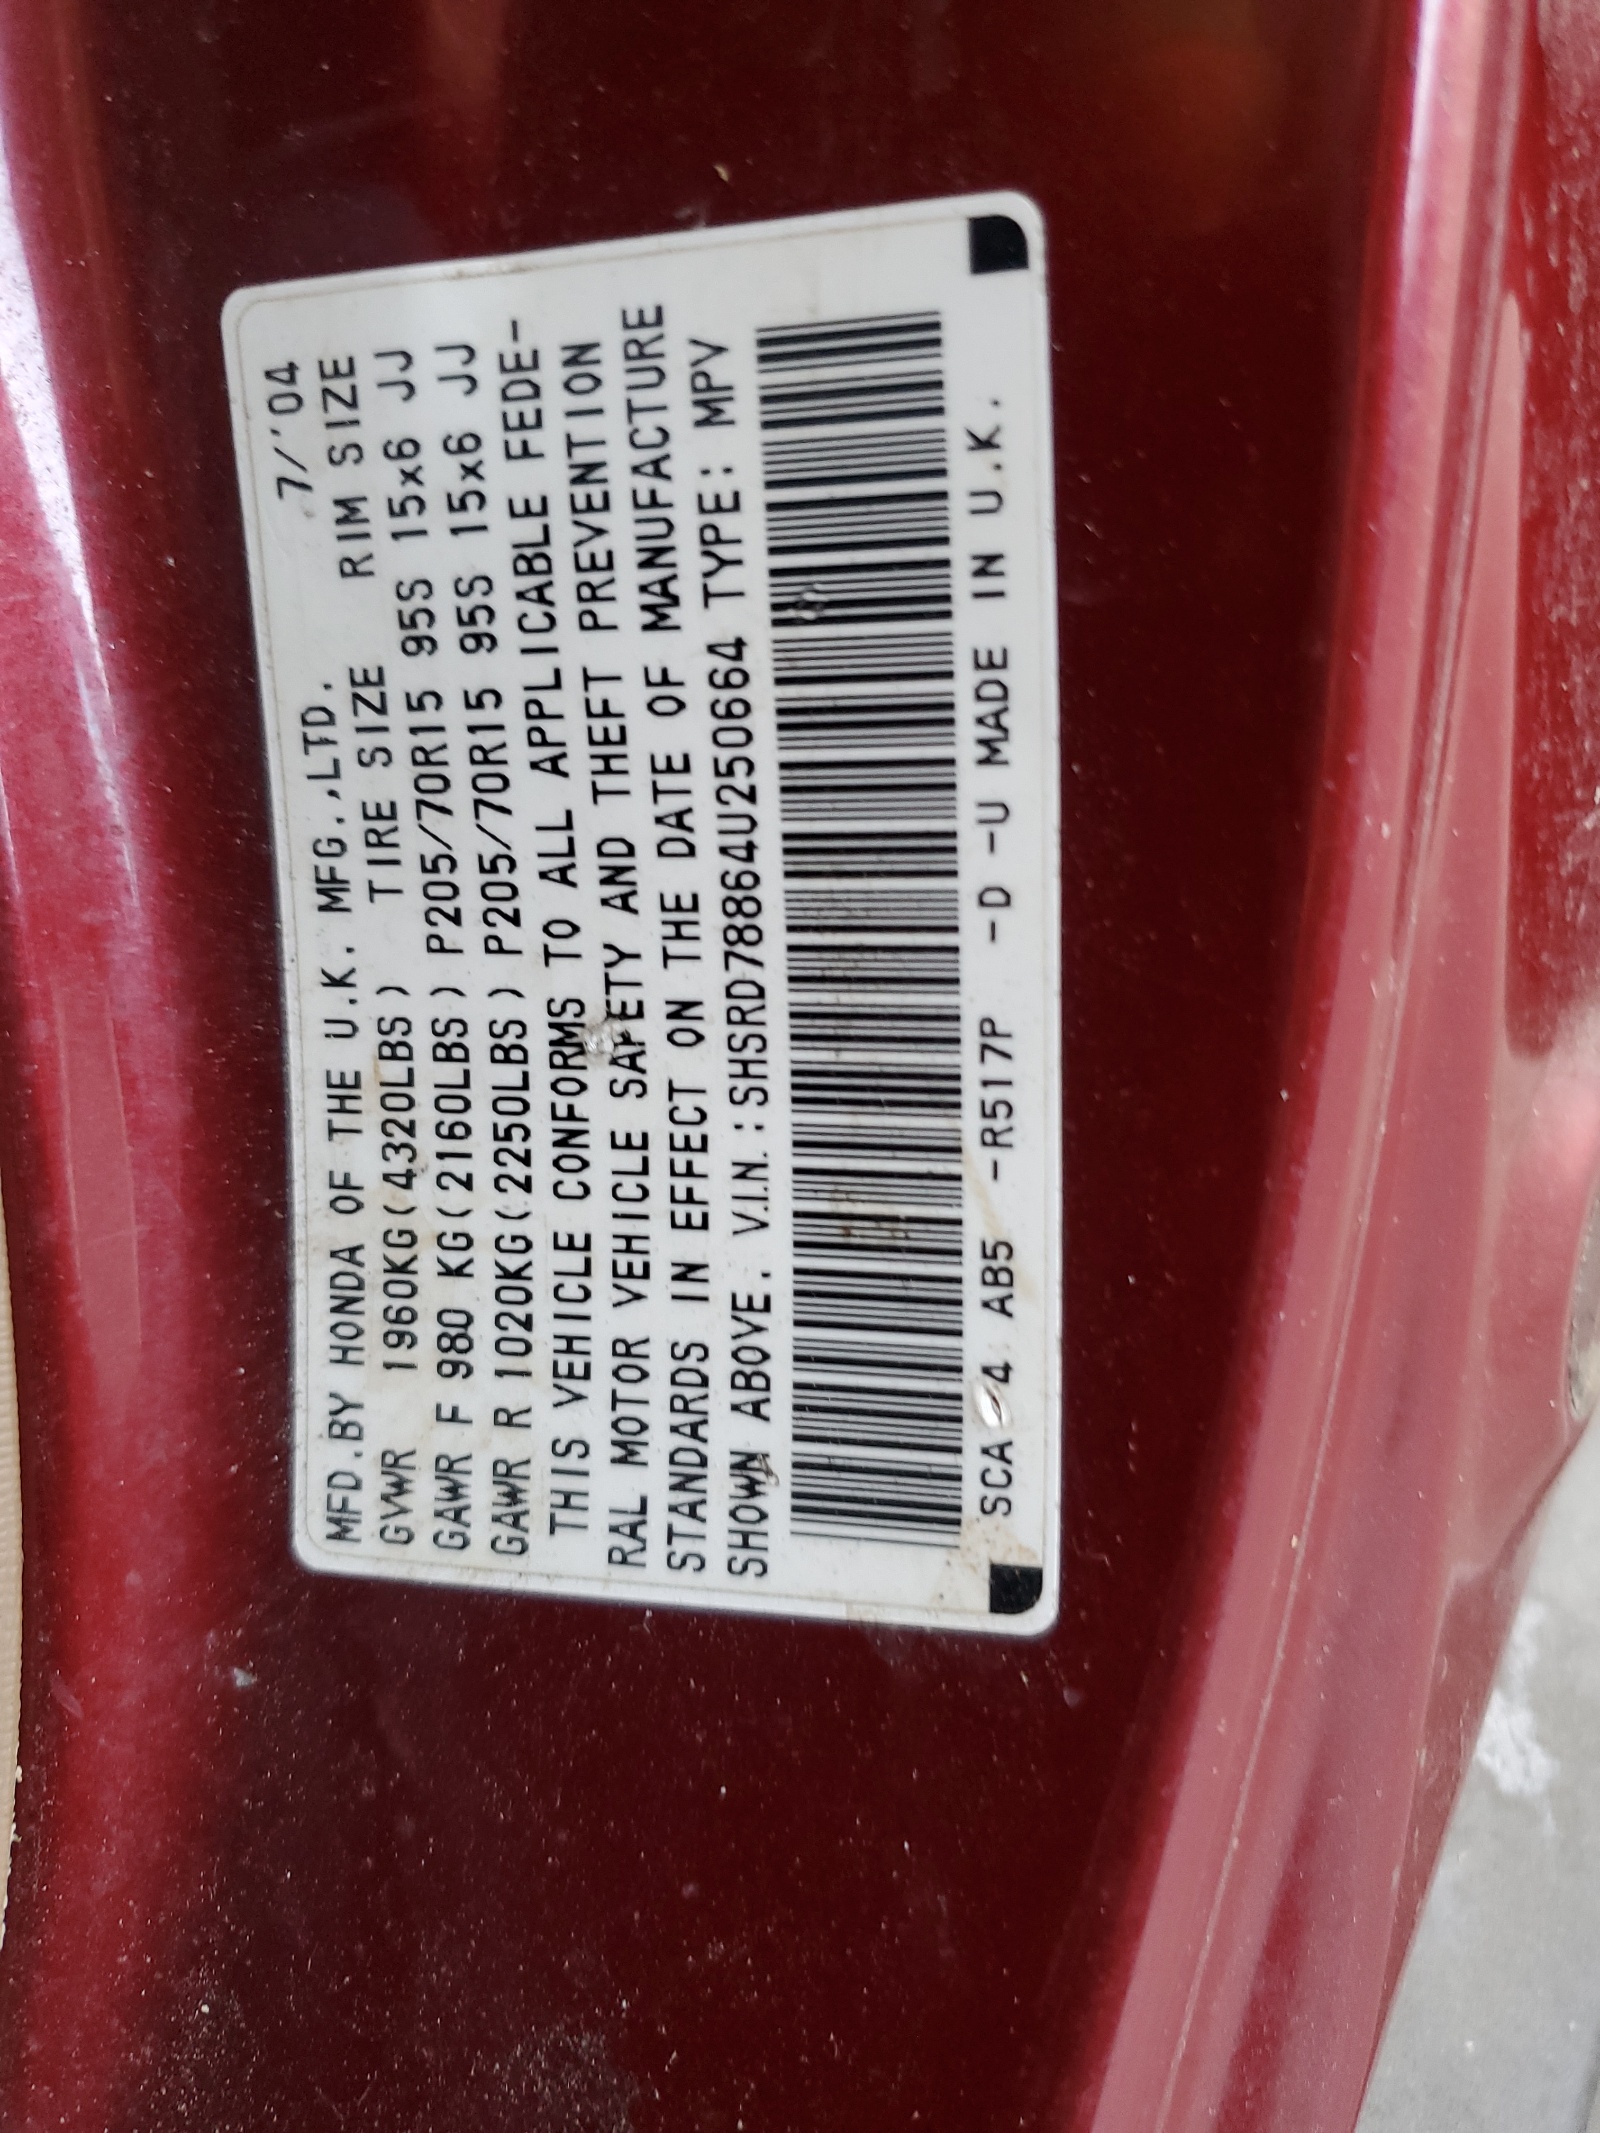 MFD.BY HONDA OF THE U.K. MFG.,LTD. 7/'04
GVWR 1960KG(4320LBS) TIRE SIZE RIM SIZE
GAWR F 980 KG(2160LBS) P205/70R15 95S 15x6 JJ
GAWR R 1020KG(2250LBS) P205/70R15 95S 15x6 JJ
THIS VEHICLE CONFORMS TO ALL APPLICABLE FEDE-
RAL MOTOR VEHICLE SAFETY AND THEFT PREVENTION
STANDARDS IN EFFECT ON THE DATE OF MANUFACTURE
SHOWN ABOVE. V.I.N.:SHSRD78864U250664 TYPE: MPV
SCA 4 AB5 -R517P -D -U MADE IN U.K.